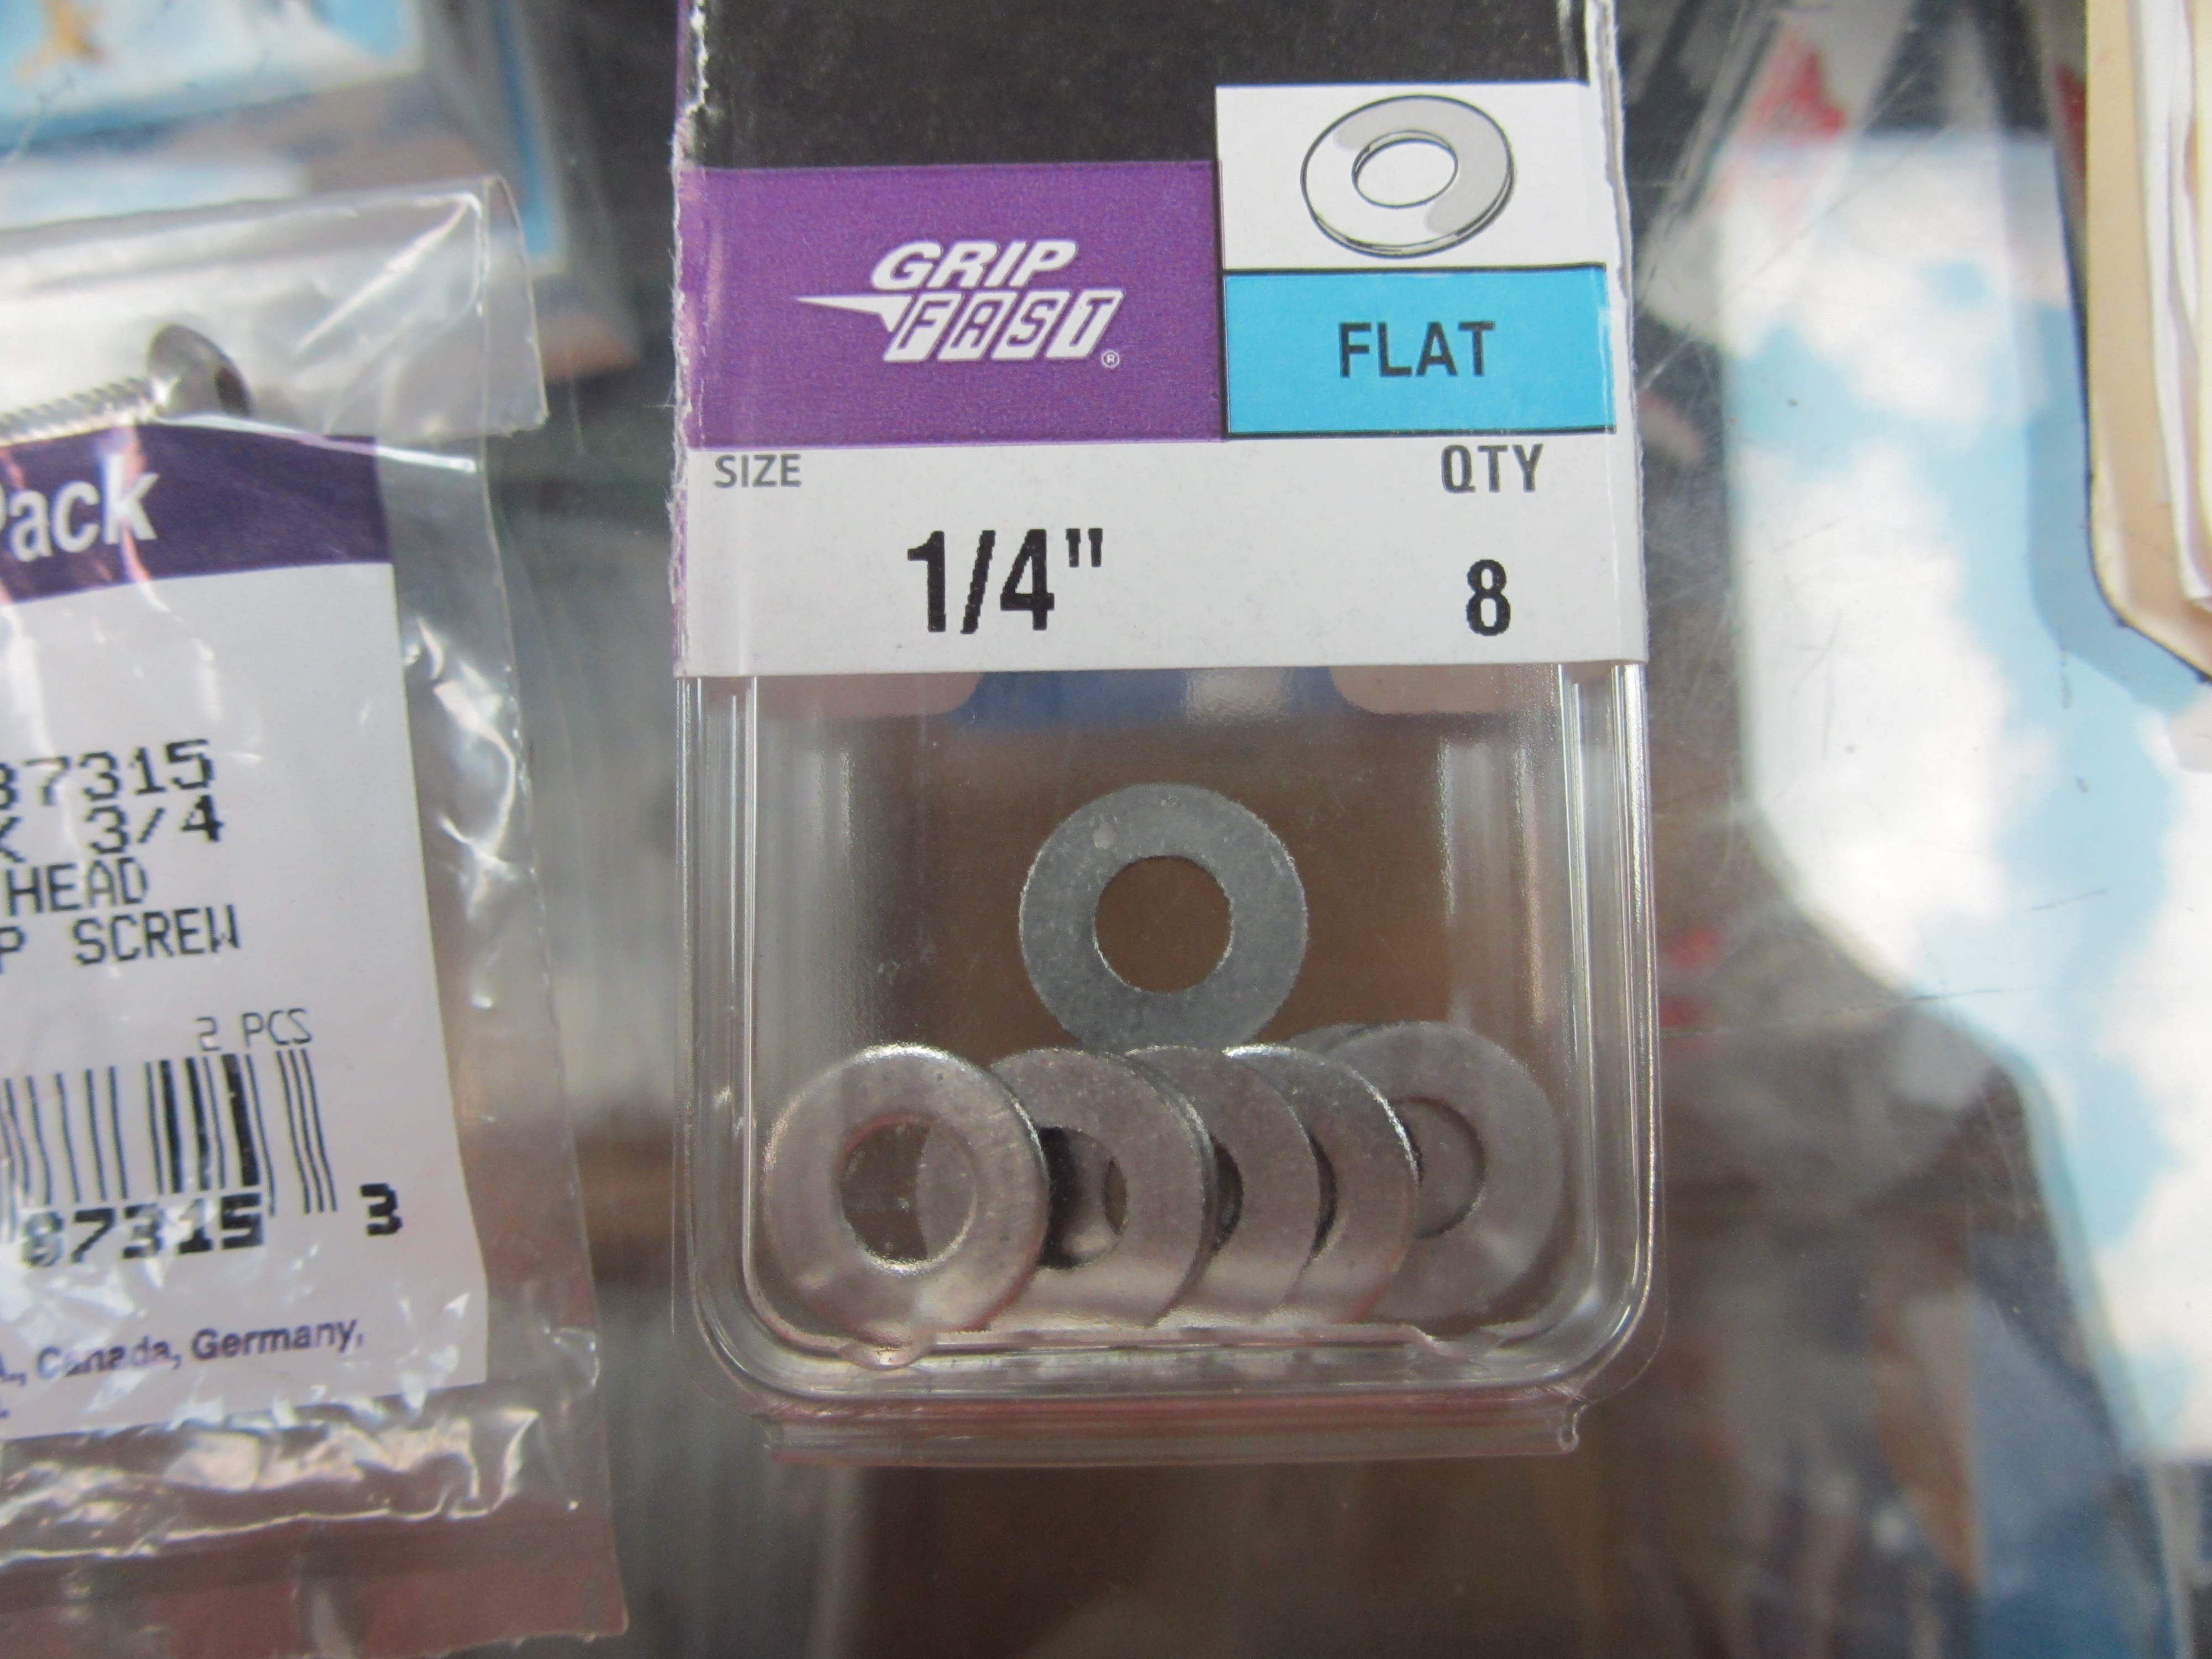 GRIP
FAST®
FLAT
SIZE
QTY
1/4"
8
Pack
87315
X 3/4
HEAD
SCREW
2 PCS
87315 3
Canada, Germany,